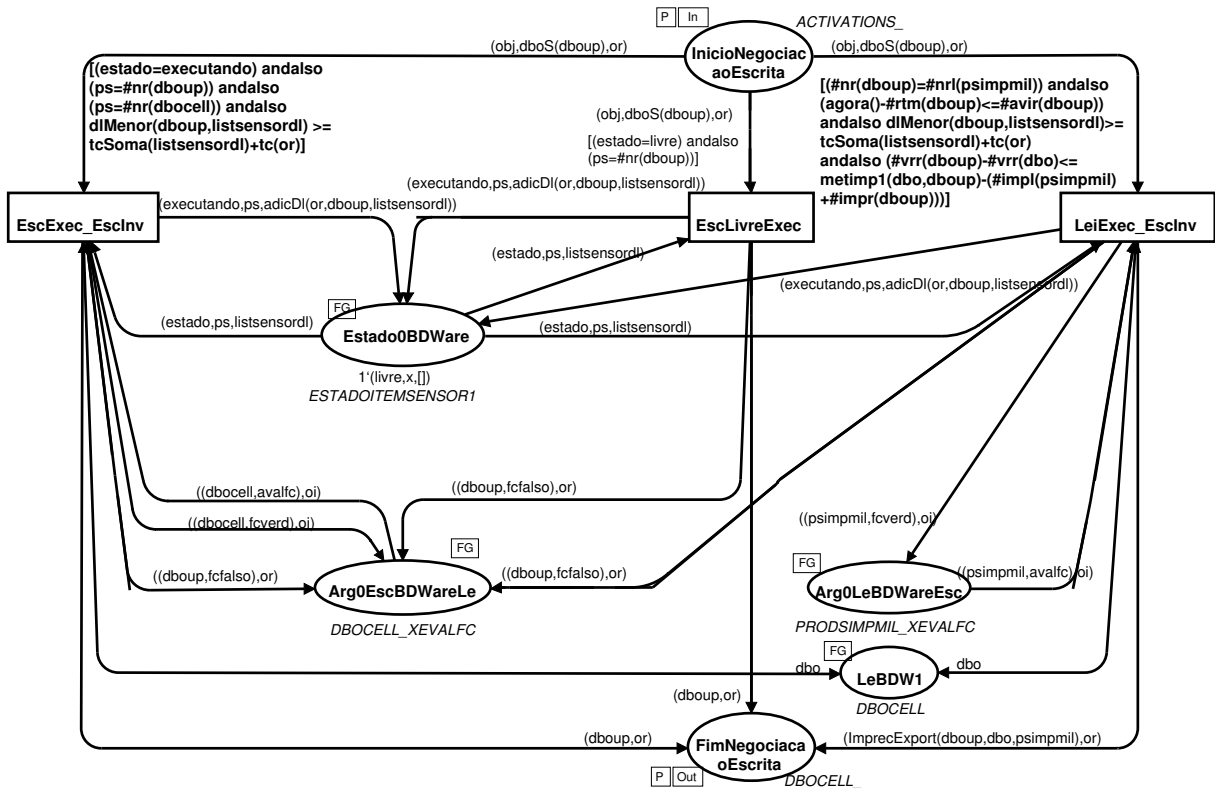 P In
ACTIVATIONS_
InicioNegociac
aoEscrita
(obj,dboS(dboup),or)
(obj,dboS(dboup),or)
[(estado=executando) andalso
(ps=#nr(dboup)) andalso
(ps=#nr(dbocell)) andalso
dlMenor(dboup,listsensordl) >=
tcSoma(listsensordl)+tc(or)]
(obj,dboS(dboup),or)
[(estado=livre) andalso
(ps=#nr(dboup))]
[(#nr(dboup)=#nrl(psimpmil)) andalso
(agora()-#rtm(dboup)<=#avir(dboup))
andalso dlMenor(dboup,listsensordl)>=
tcSoma(listsensordl)+tc(or)
andalso (#vrr(dboup)-#vrr(dbo)<=
metimp1(dbo,dboup)-(#impl(psimpmil)
+#impr(dboup)))]
(executando,ps,adicDl(or,dboup,listsensordl))
(executando,ps,adicDl(or,dboup,listsensordl))
EscExec_EscInv
EscLivreExec
LeiExec_EscInv
(estado,ps,listsensordl)
(executando,ps,adicDl(or,dboup,listsensordl))
FG
(estado,ps,listsensordl)
Estado0BDWare
(estado,ps,listsensordl)
1‘(livre,x,[])
ESTADOITEMSENSOR1
((dbocell,avalfc),oi)
((dboup,fcfalso),or)
((dbocell,fcverd),oi)
((psimpmil,fcverd),oi)
FG
FG
((dboup,fcfalso),or)
Arg0EscBDWareLe
((dboup,fcfalso),or)
Arg0LeBDWareEsc
((psimpmil,avalfc),oi)
DBOCELL_XEVALFC
PRODSIMPMIL_XEVALFC
FG
dbo
LeBDW1
dbo
DBOCELL
(dboup,or)
(dboup,or)
FimNegociaca
oEscrita
(ImprecExport(dboup,dbo,psimpmil),or)
P Out
DBOCELL_